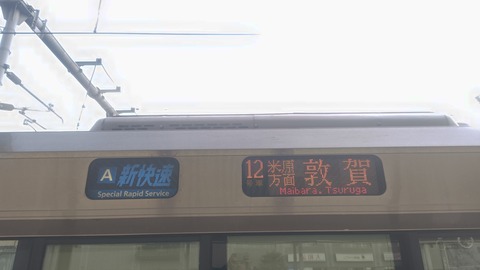 A 新快速
Special Rapid Service
12 米原方面 敦賀
Maibara,Tsuruga